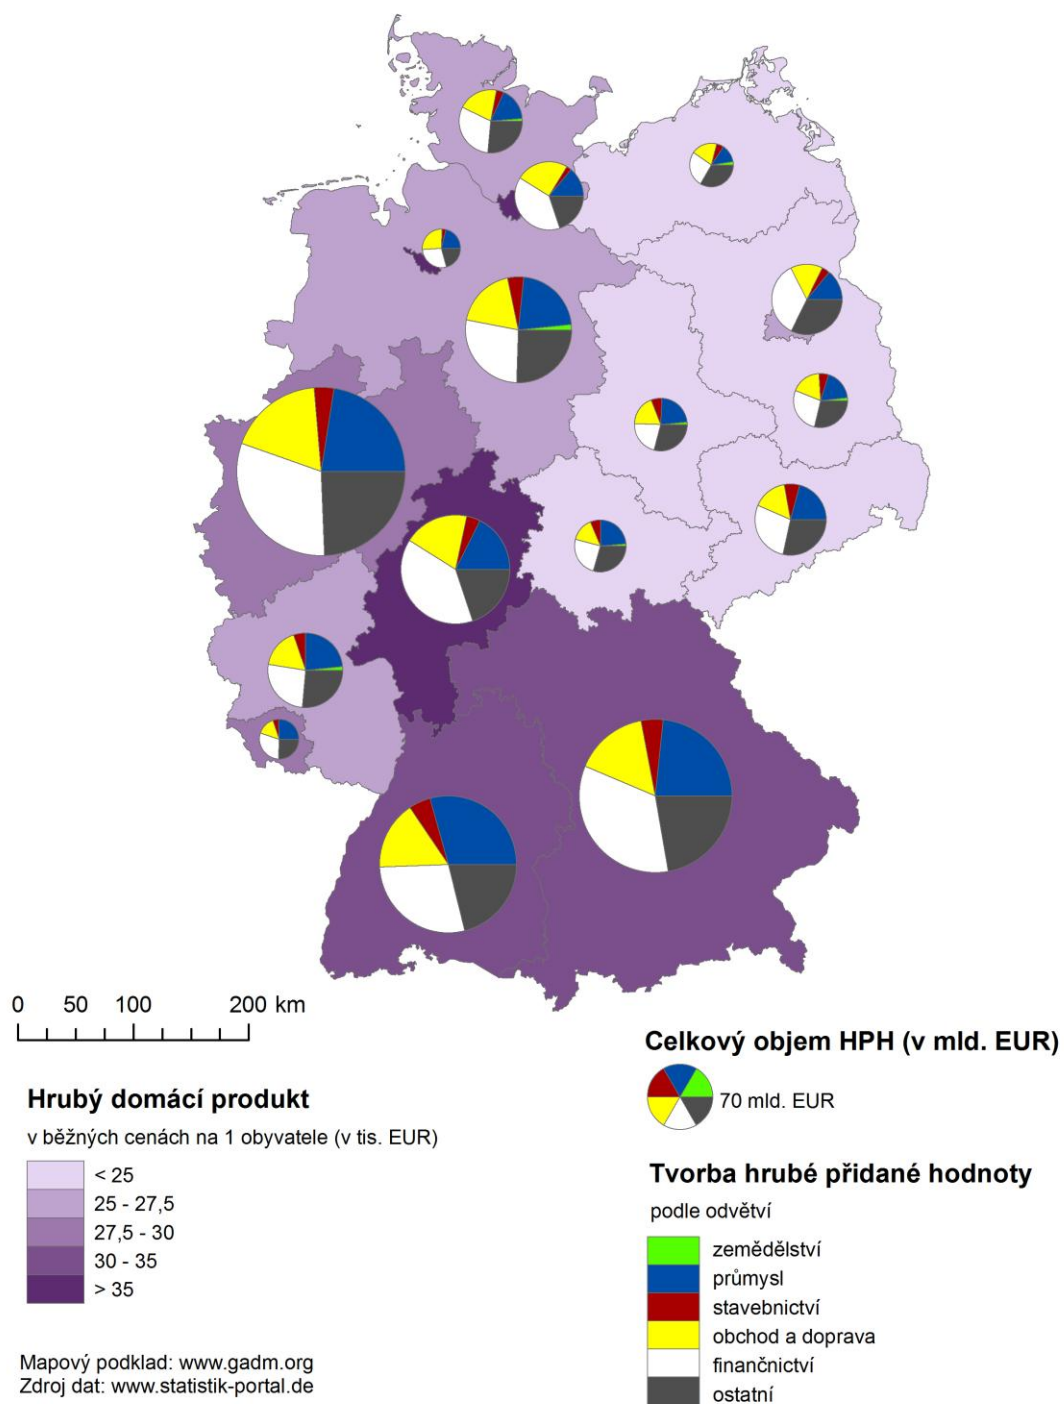 0 50 100 200 km
Celkový objem HPH (v mld. EUR)
70 mld. EUR
Hrubý domácí produkt
v běžných cenách na 1 obyvatele (v tis. EUR)
< 25
25 - 27,5
27,5 - 30
30 - 35
> 35
Tvorba hrubé přidané hodnoty
podle odvětví
zemědělství
průmysl
stavebnictví
obchod a doprava
finančnictví
ostatní
Mapový podklad: www.gadm.org
Zdroj dat: www.statistik-portal.de